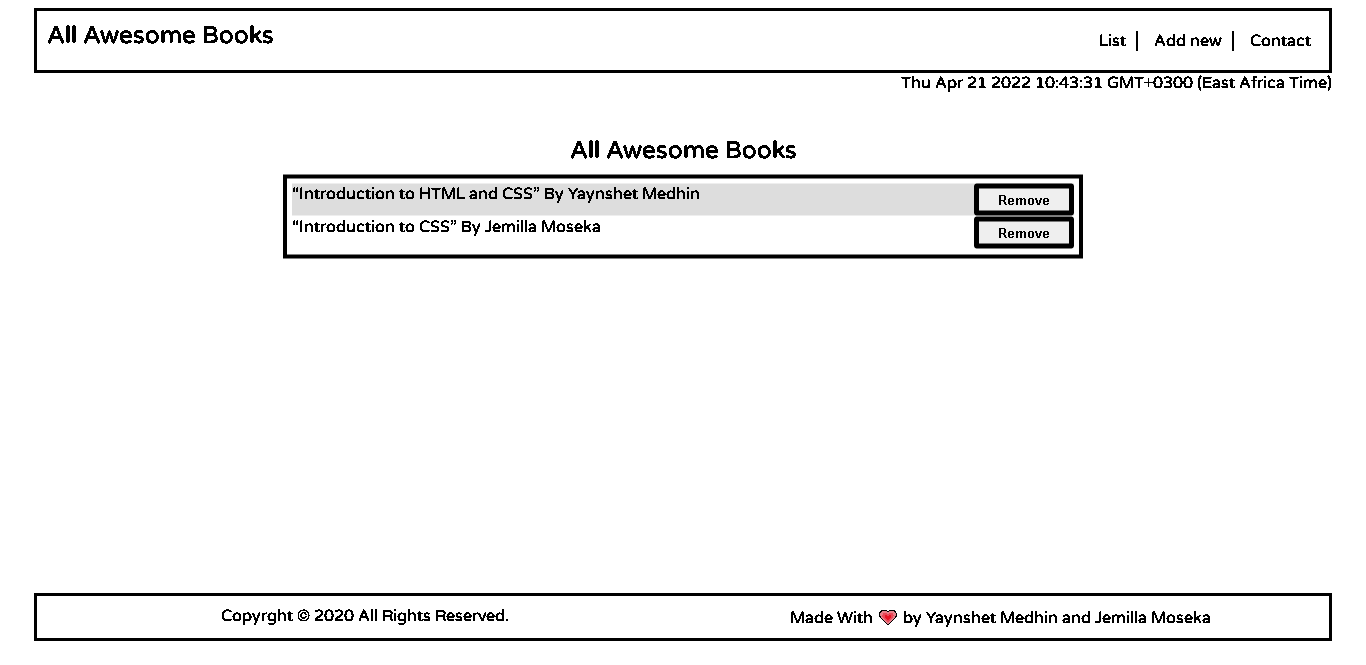 All Awesome Books
List
Add new
Contact
Thu Apr 21 2022 10:43:31 GMT+0300 (East Africa Time)
All Awesome Books
“Introduction to HTML and CSS” By Yaynshet Medhin
Remove
“Introduction to CSS” By Jemilla Moseka
Remove
Copyrght © 2020 All Rights Reserved.
Made With ❤️ by Yaynshet Medhin and Jemilla Moseka